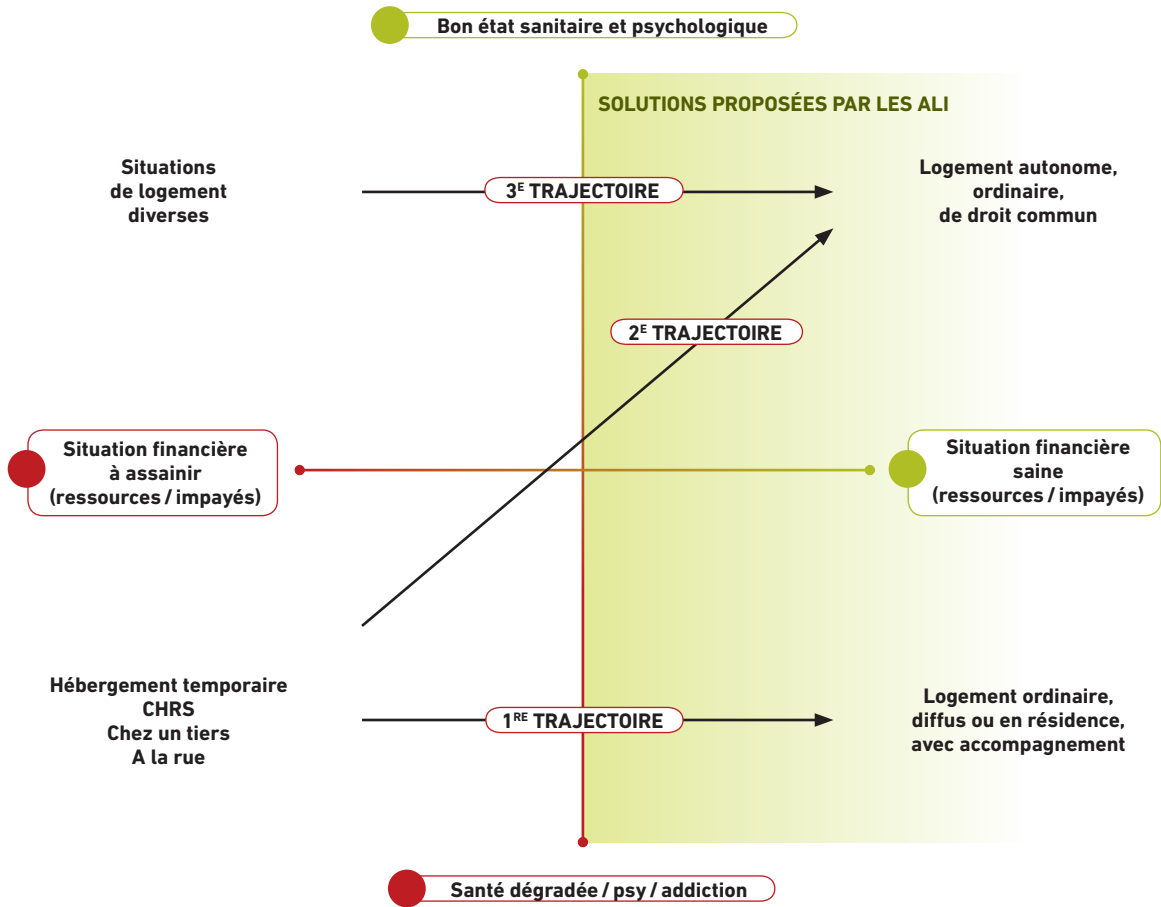 Bon état sanitaire et psychologique
SOLUTIONS PROPOSÉES PAR LES ALI
Situations
de logement
diverses
3E TRAJECTOIRE
Logement autonome,
ordinaire,
de droit commun
2E TRAJECTOIRE
Situation financière
à assainir
(ressources / impayés)
Situation financière
saine
(ressources / impayés)
Hébergement temporaire
CHRS
Chez un tiers
A la rue
1RE TRAJECTOIRE
Logement ordinaire,
diffus ou en résidence,
avec accompagnement
Santé dégradée / psy / addiction